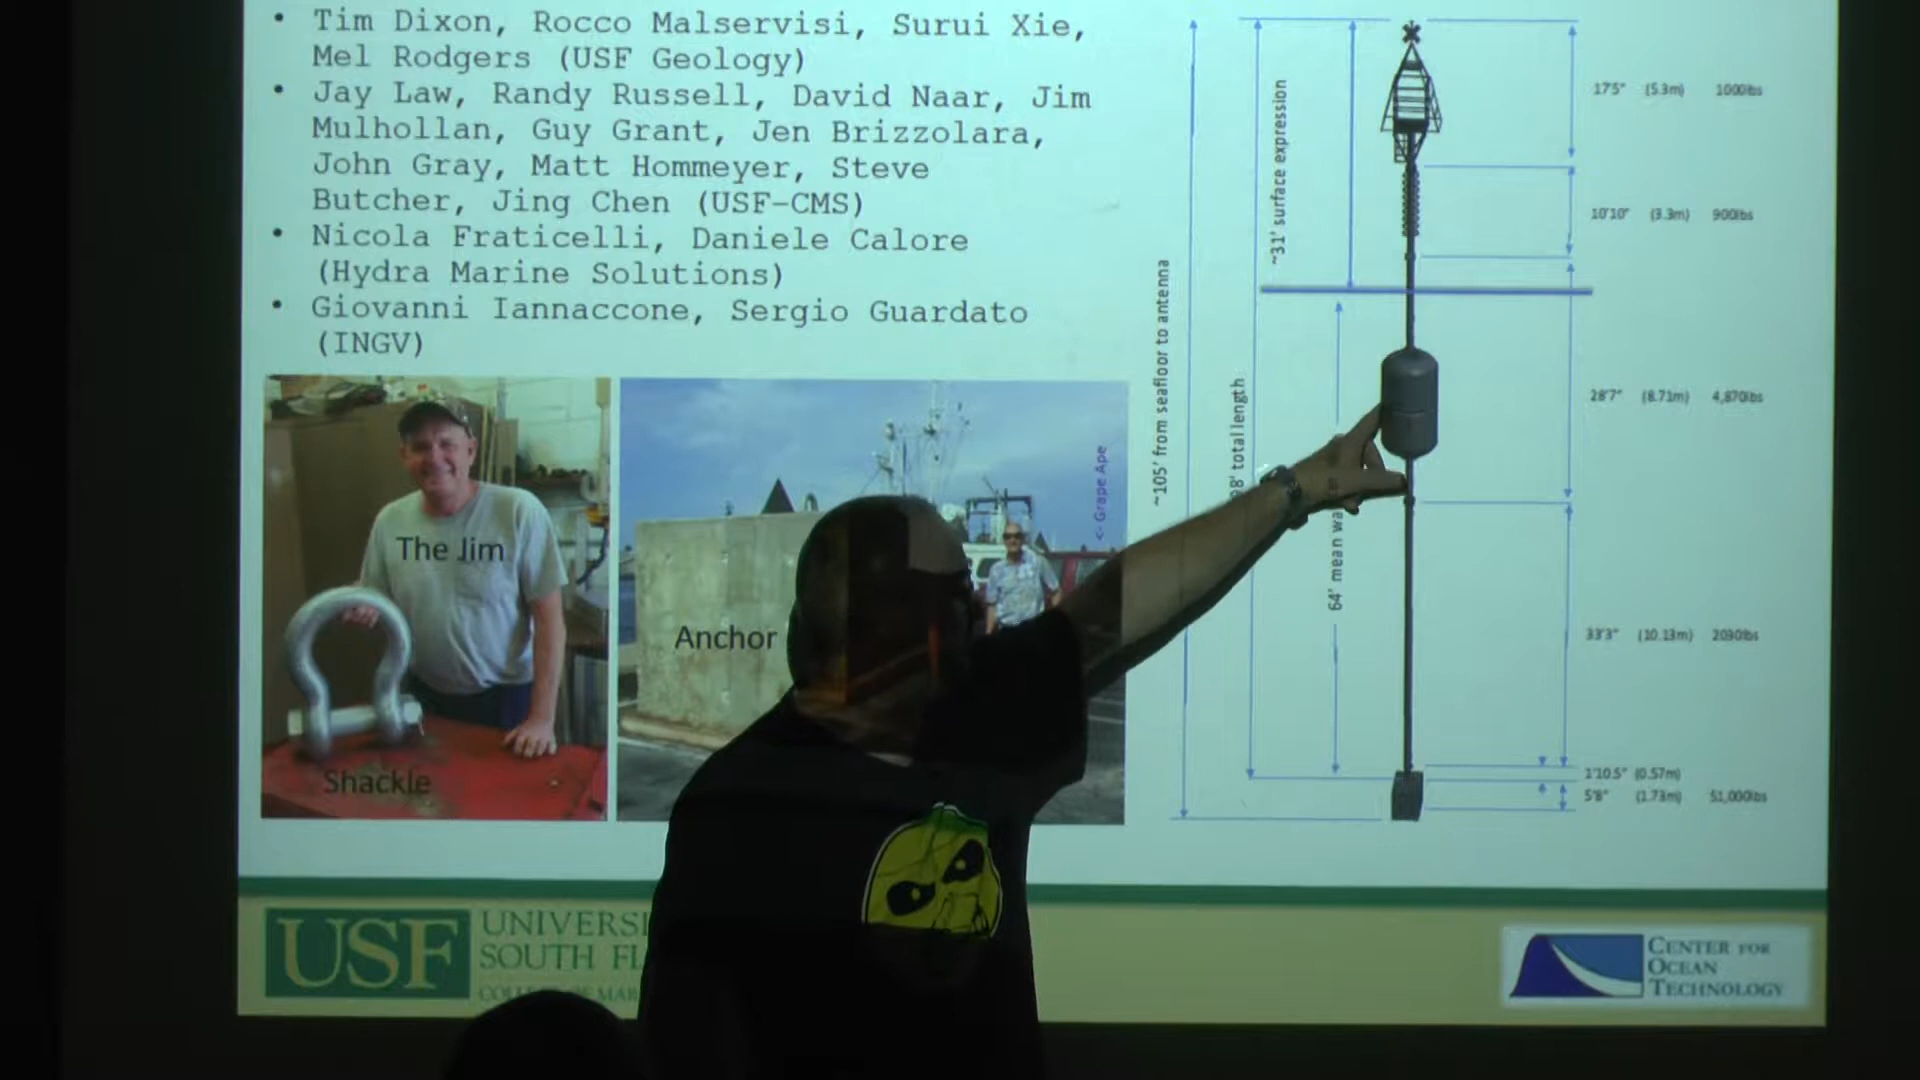 • Tim Dixon, Rocco Malservisi, Surui Xie,
Mel Rodgers (USF Geology)
• Jay Law, Randy Russell, David Naar, Jim
Mulhollan, Guy Grant, Jen Brizzolara,
John Gray, Matt Hommeyer, Steve
Butcher, Jing Chen (USF-CMS)
• Nicola Fraticelli, Daniele Calore
(Hydra Marine Solutions)
• Giovanni Iannaccone, Sergio Guardato
(INGV)
The Jim
Shackle
Anchor
<- Grape Ape
~105' from seafloor to antenna
98' total length
~31' surface expression
64' mean
17'5" (5.3m) 1000lbs
10'10" (3.3m) 900lbs
28'7" (8.71m) 4,870lbs
33'3" (10.13m) 2030lbs
1'10.5" (0.57m)
5'8" (1.73m) 51,000lbs
USF
UNIVERSI
SOUTH FL
COLLEGE OF MAR
CENTER FOR
OCEAN
TECHNOLOGY